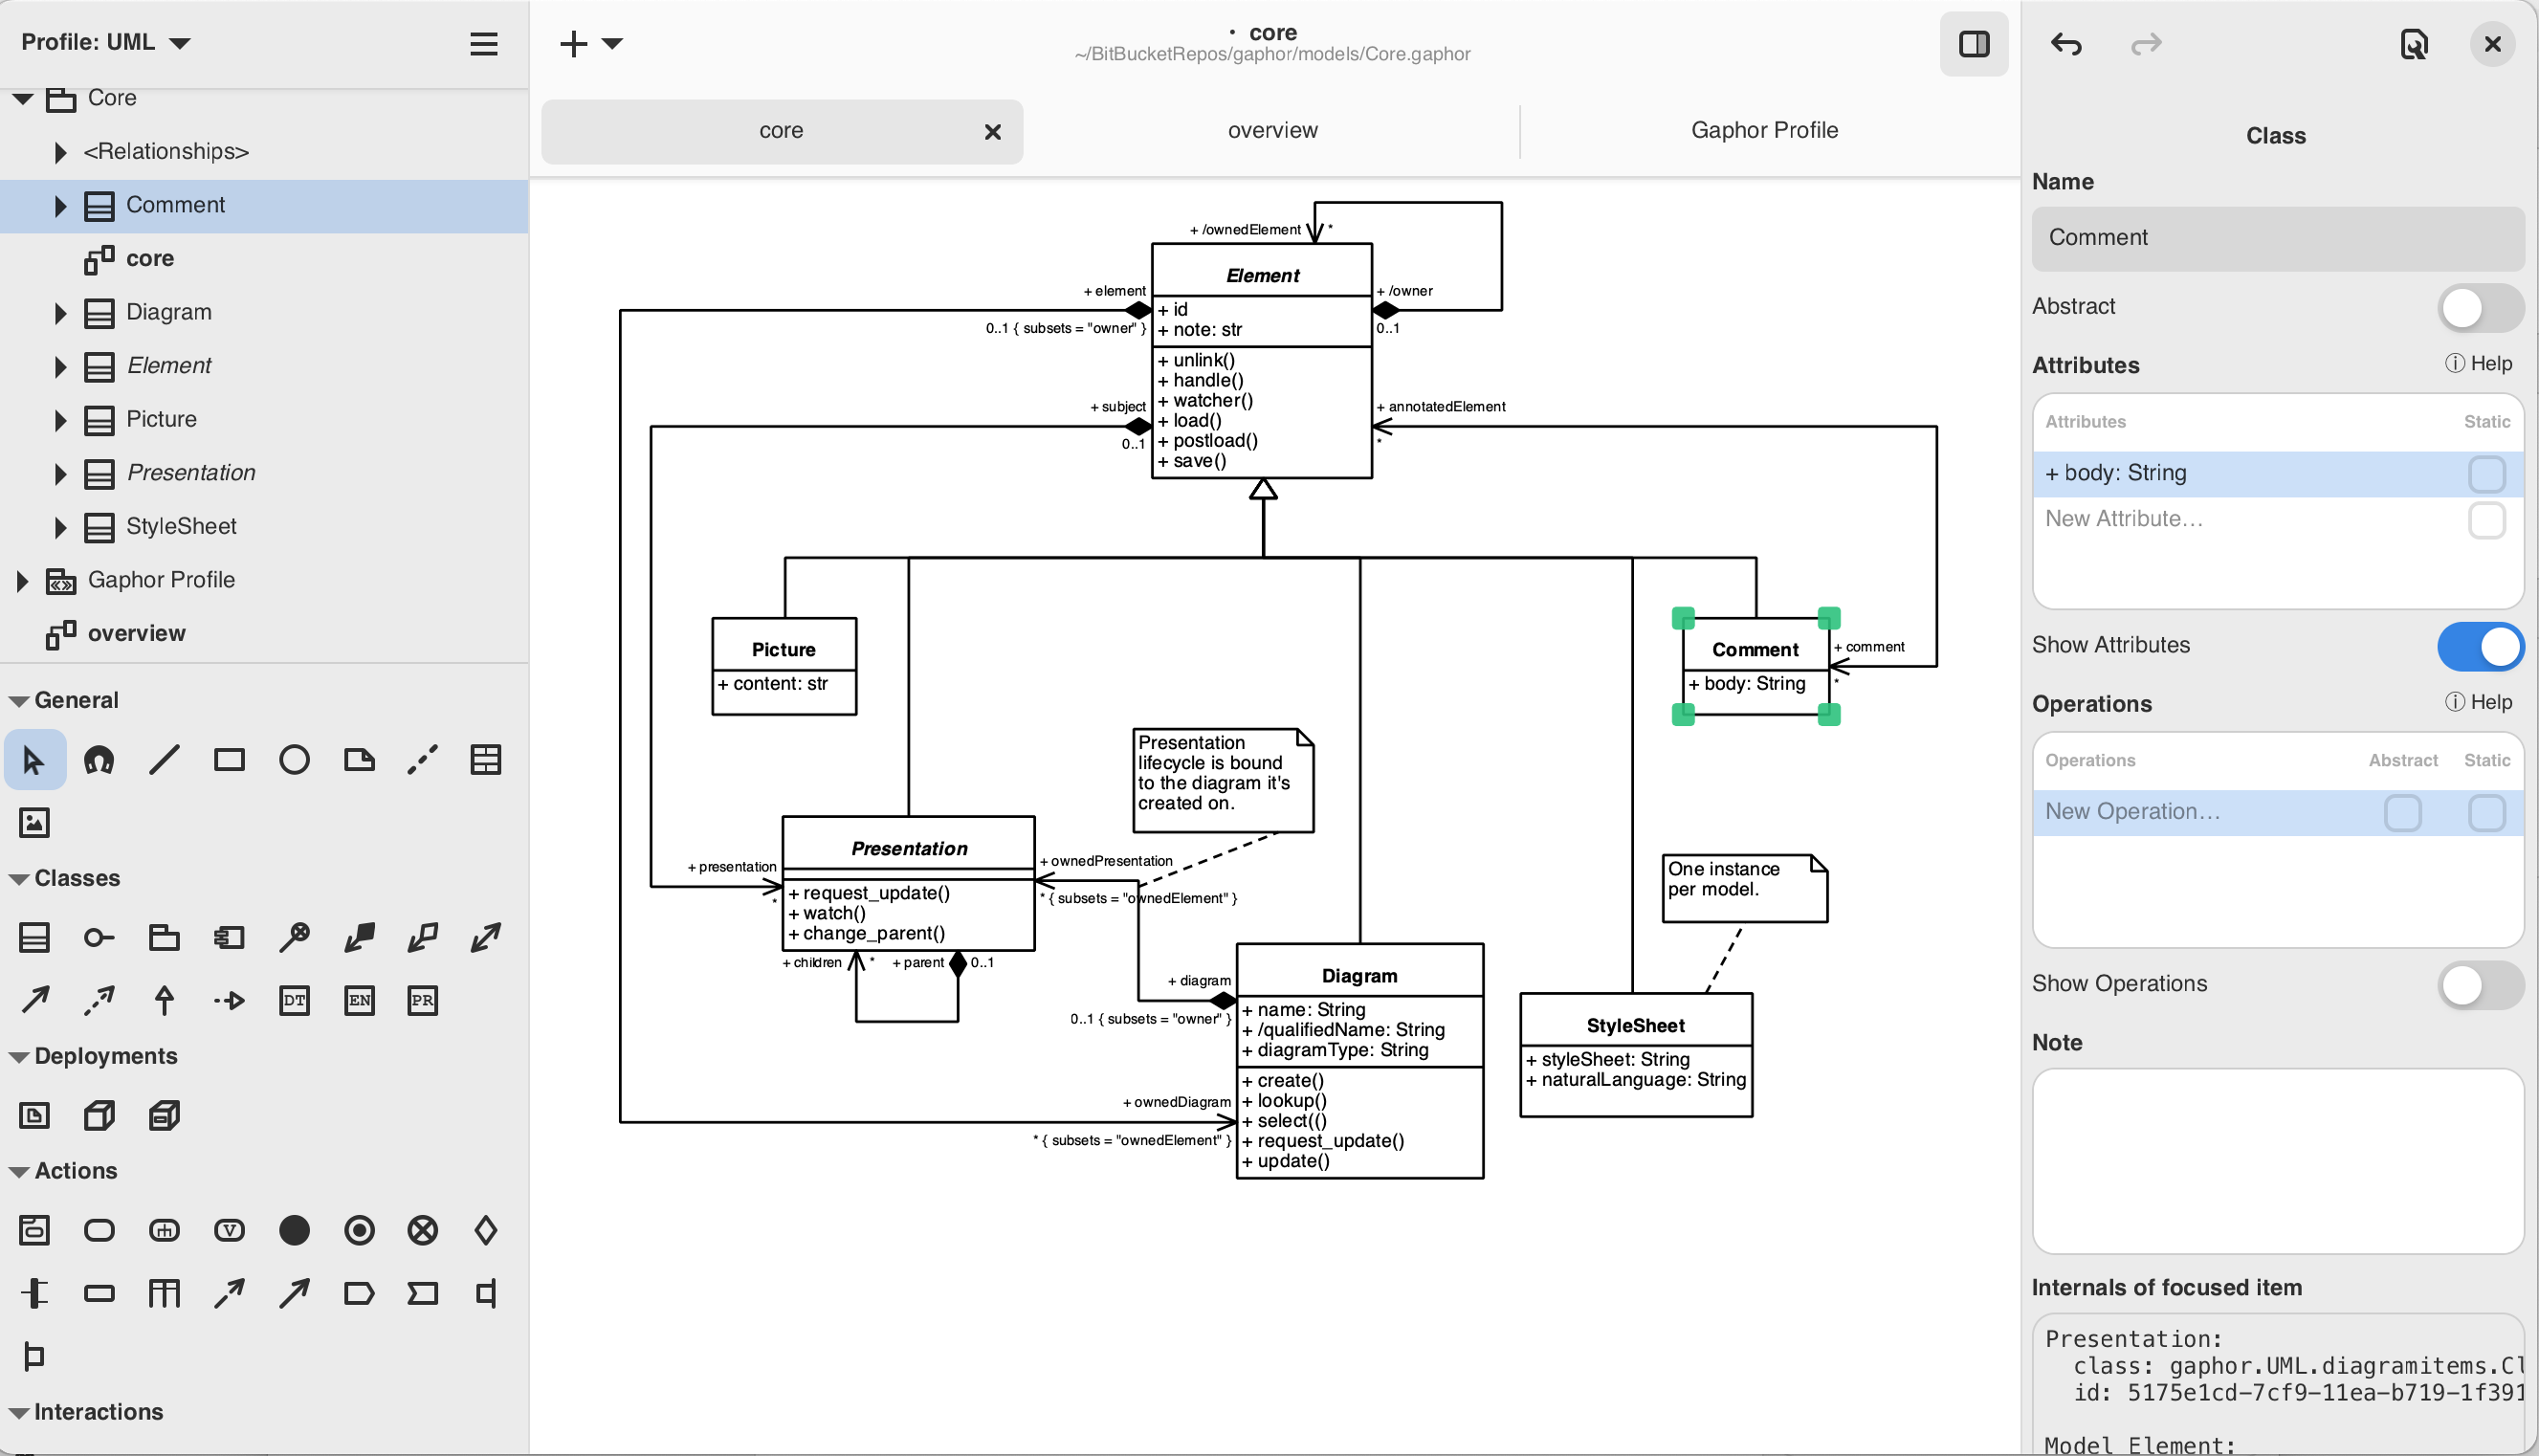 Profile: UML
Core
<Relationships>
Comment
core
Diagram
Element
Picture
Presentation
StyleSheet
Gaphor Profile
overview
General
Classes
DT
EN
PR
Deployments
Actions
V
Interactions
core
~/BitBucketRepos/gaphor/models/Core.gaphor
core
overview
Gaphor Profile
+ /ownedElement
*
Element
+ element
+ /owner
+ id
+ note: str
0..1 { subsets = "owner" }
0..1
+ unlink()
+ handle()
+ watcher()
+ load()
+ postload()
+ save()
+ subject
0..1
+ annotatedElement
*
Picture
+ content: str
Comment
+ body: String
+ comment
*
Presentation
lifecycle is bound
to the diagram it's
created on.
Presentation
+ request_update()
+ watch()
+ change_parent()
+ presentation
*
+ ownedPresentation
* { subsets = "ownedElement" }
+ children
*
+ parent
0..1
One instance
per model.
+ diagram
0..1 { subsets = "owner" }
Diagram
+ name: String
+ /qualifiedName: String
+ diagramType: String
+ create()
+ lookup()
+ select(()
+ request_update()
+ update()
+ ownedDiagram
* { subsets = "ownedElement" }
StyleSheet
+ styleSheet: String
+ naturalLanguage: String
Class
Name
Comment
Abstract
Attributes
Help
Attributes Static
+ body: String
New Attribute…
Show Attributes
Operations
Help
Operations Abstract Static
New Operation…
Show Operations
Note
Internals of focused item
Presentation:
class: gaphor.UML.diagramitems.Cl
id: 5175e1cd-7cf9-11ea-b719-1f391
Model Element: